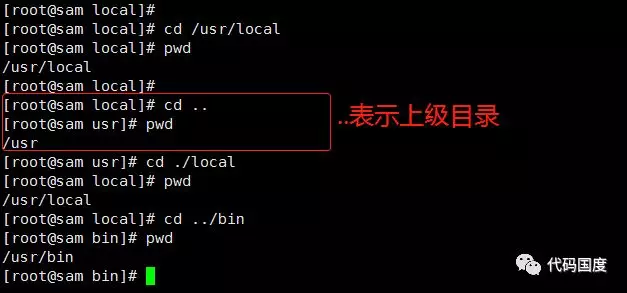 [root@sam local]#
[root@sam local]# cd /usr/local
[root@sam local]# pwd
/usr/local
[root@sam local]#
[root@sam local]# cd ..
[root@sam usr]# pwd
/usr
..表示上级目录
[root@sam usr]# cd ./local
[root@sam local]# pwd
/usr/local
[root@sam local]# cd ../bin
[root@sam bin]# pwd
/usr/bin
[root@sam bin]#
代码国度